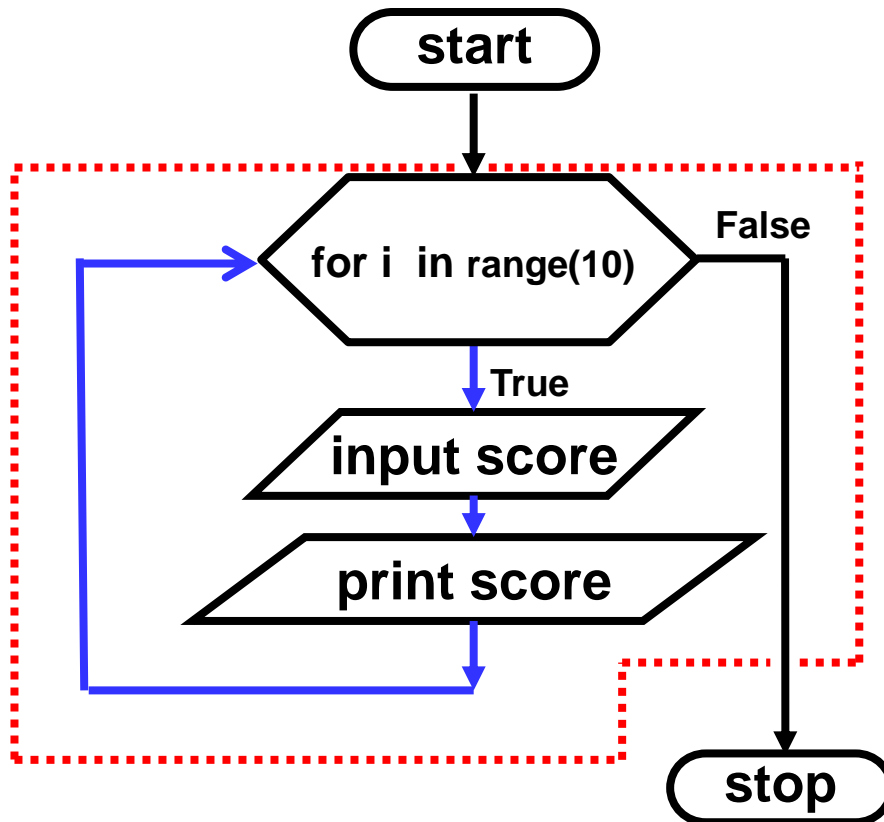 start
False
for i in range(10)
True
input score
print score
stop